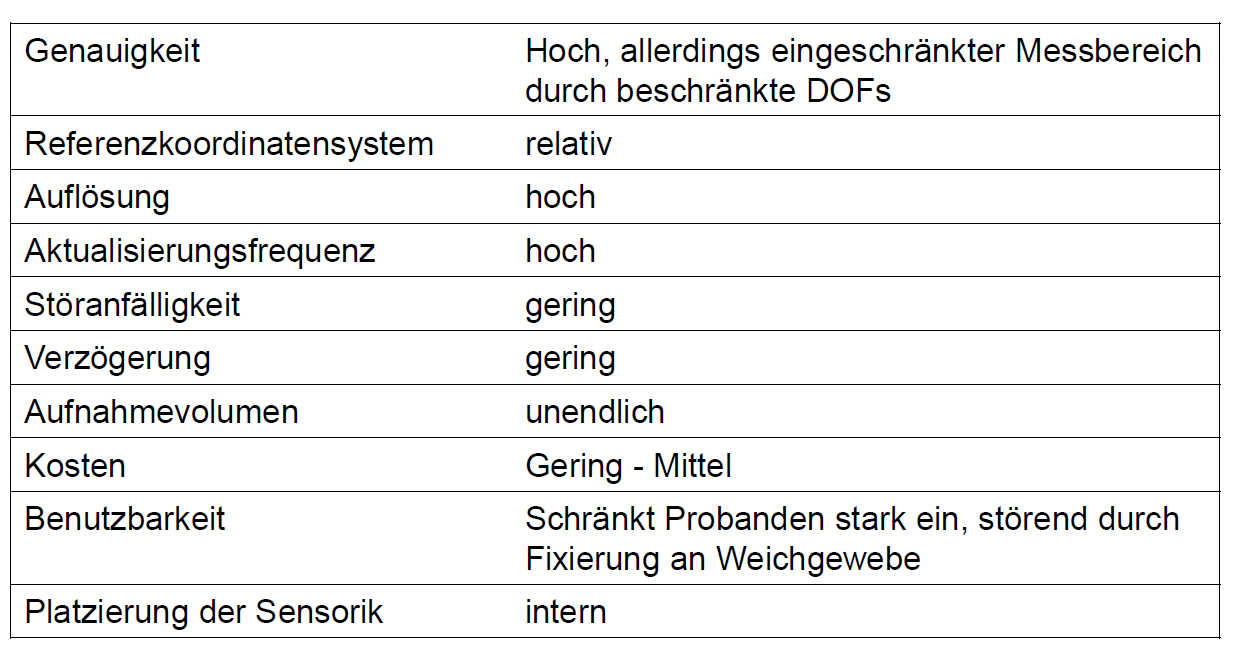 Genauigkeit Hoch, allerdings eingeschränkter Messbereich
durch beschränkte DOFs
Referenzkoordinatensystem relativ
Auflösung hoch
Aktualisierungsfrequenz hoch
Störanfälligkeit gering
Verzögerung gering
Aufnahmevolumen unendlich
Kosten Gering - Mittel
Benutzbarkeit Schränkt Probanden stark ein, störend durch
Fixierung an Weichgewebe
Platzierung der Sensorik intern